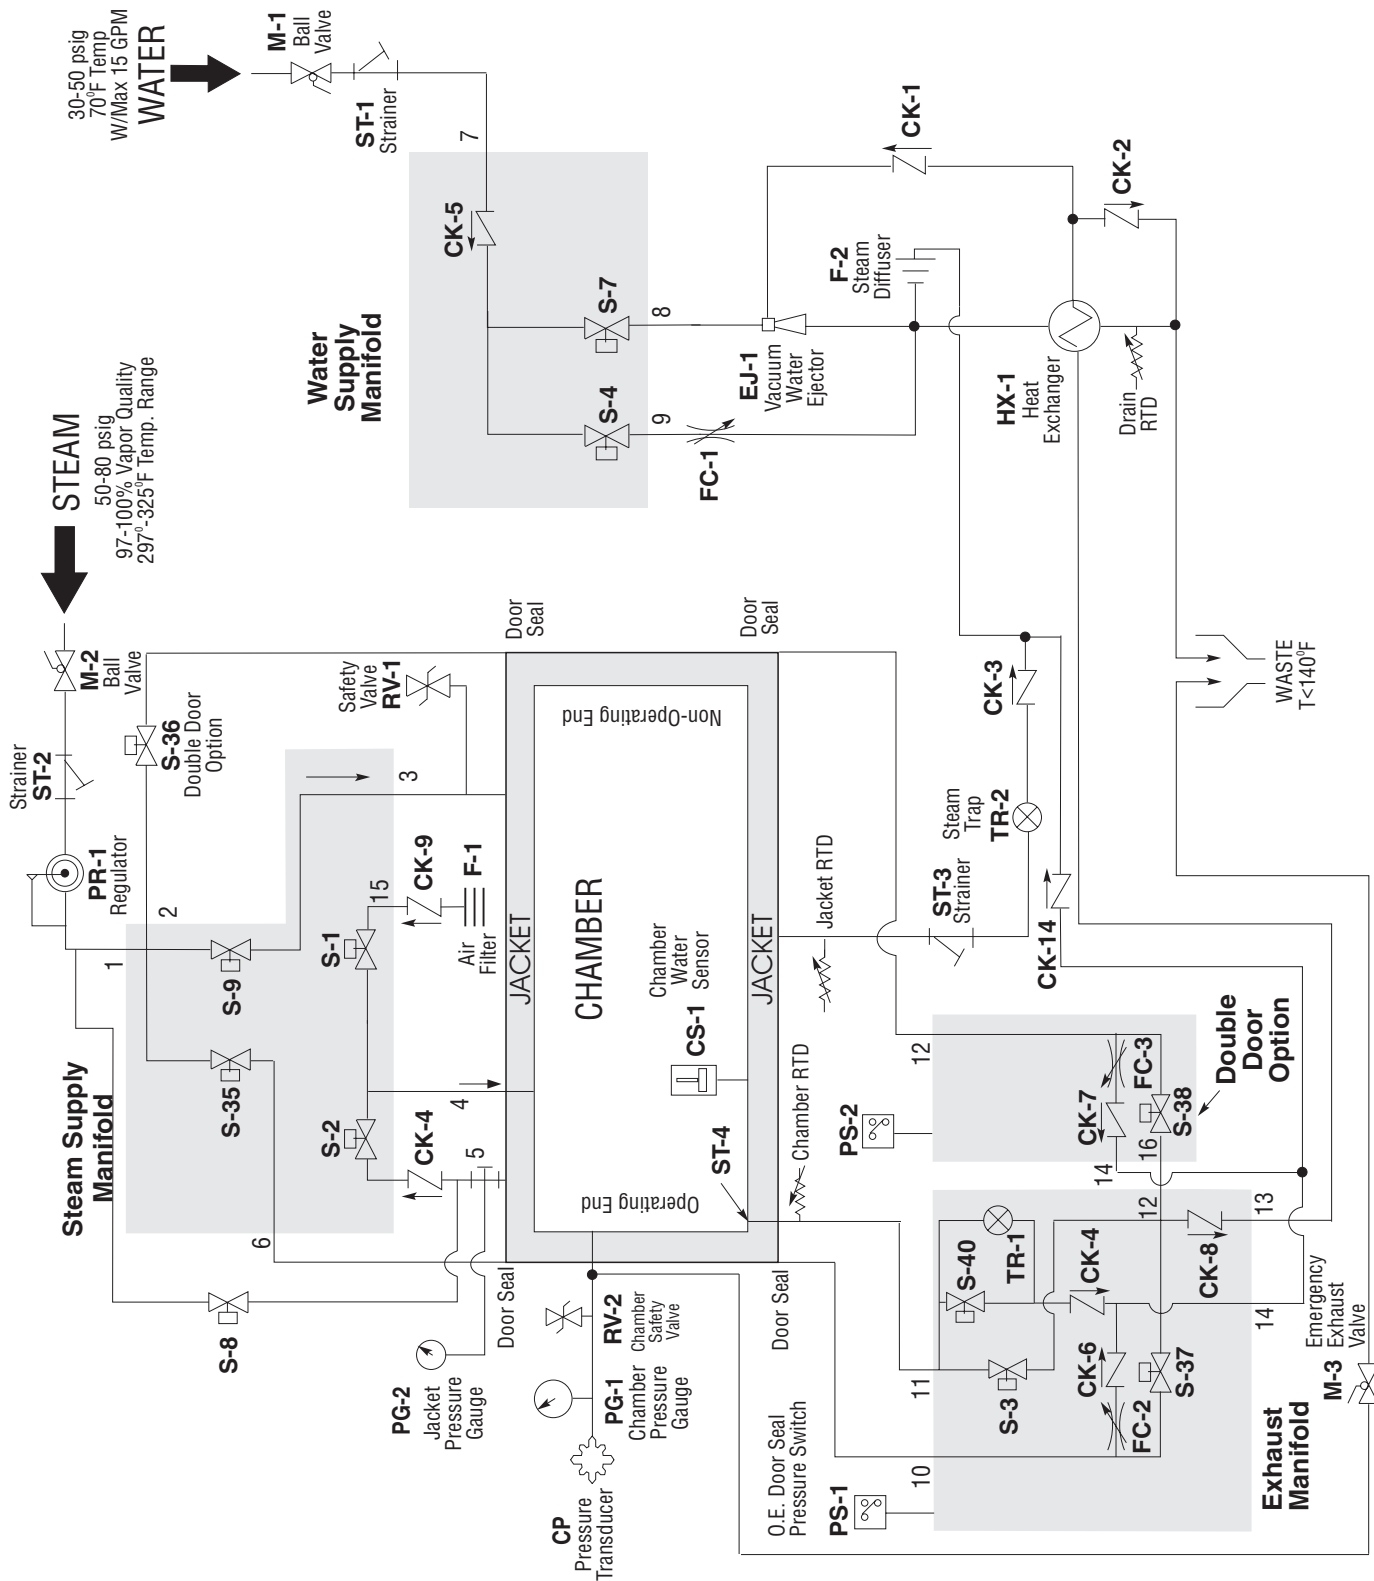 30-50 psig
70⁰F Temp
W/Max 15 GPM
WATER
M-1
Ball
Valve
ST-1
Strainer
7
CK-5
Water
Supply
Manifold
S-7
S-4
8
9
FC-1
EJ-1
Vacuum
Water
Ejector
F-2
Steam
Diffuser
CK-1
CK-2
HX-1
Heat
Exchanger
Drain
RTD
STEAM
50-80 psig
97-100% Vapor Quality
297⁰-325⁰F Temp. Range
M-2
Ball
Valve
Strainer
ST-2
PR-1
Regulator
S-36
Double Door
Option
Safety
Valve
RV-1
Door
Seal
Door
Seal
1
2
3
Steam Supply
Manifold
S-9
S-35
S-1
S-2
15
CK-9
F-1
Air
Filter
4
CK-4
5
6
S-8
PG-2
Jacket
Pressure
Gauge
Door Seal
Door Seal
JACKET
CHAMBER
JACKET
Non-Operating End
Operating End
Chamber
Water
Sensor
CS-1
ST-4
RV-2
Chamber
Safety
Valve
PG-1
Chamber
Pressure
Gauge
CP
Pressure
Transducer
Jacket RTD
Chamber RTD
ST-3
Strainer
Steam
Trap
TR-2
CK-3
CK-14
WASTE
T<140⁰F
12
PS-2
CK-7
FC-3
S-38
14
16
Double
Door
Option
O.E. Door Seal
Pressure Switch
PS-1
10
11
S-40
TR-1
S-3
CK-4
12
CK-8
13
CK-6
FC-2
S-37
14
Exhaust
Manifold
Emergency
Exhaust
Valve
M-3